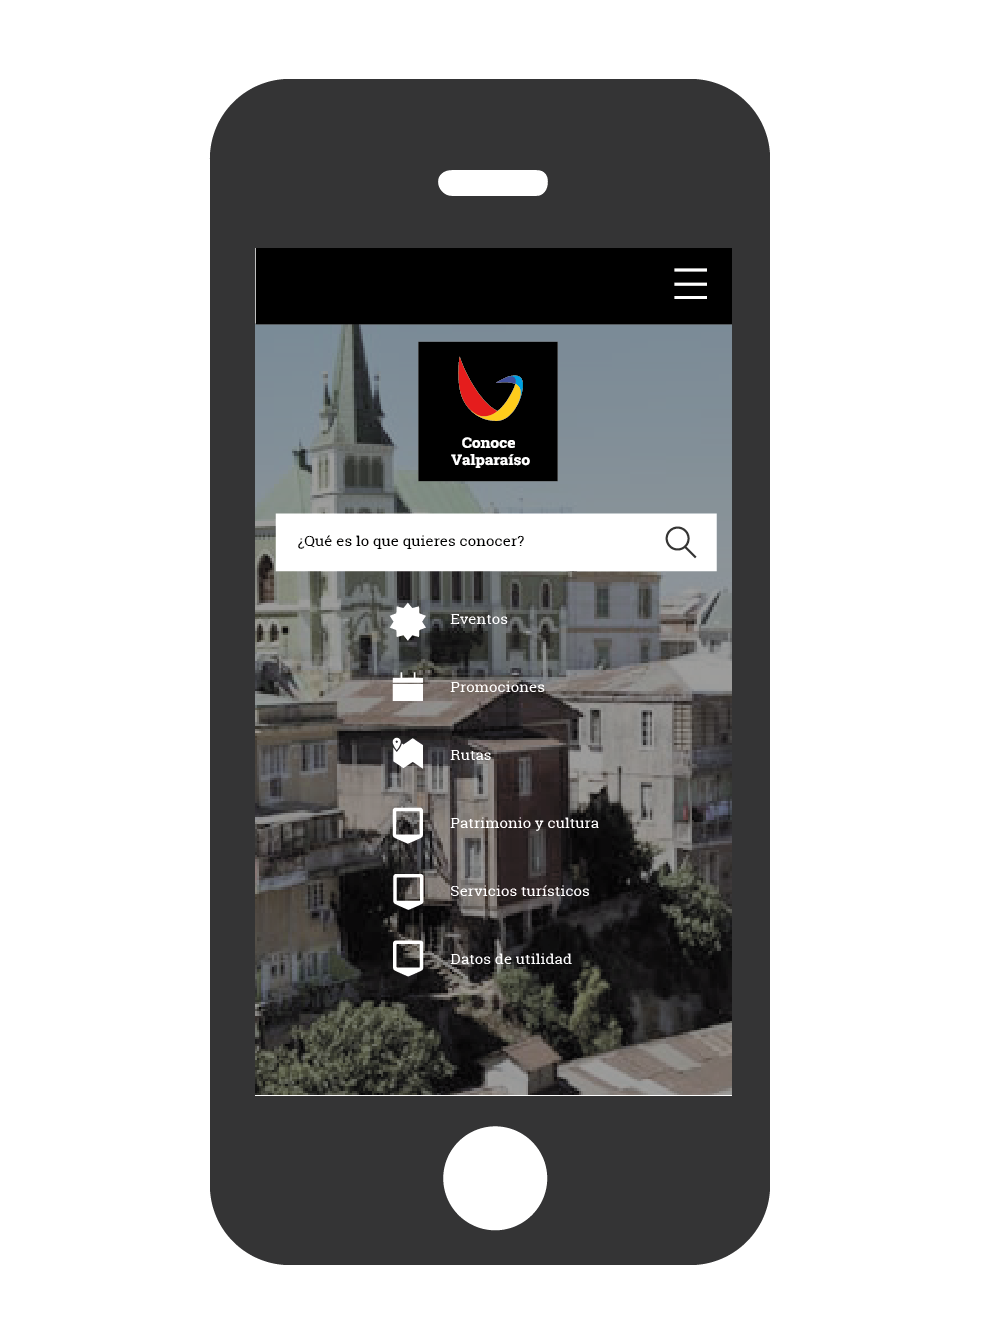 Conoce
Valparaíso
¿Qué es lo que quieres conocer?
Eventos
Promociones
Rutas
Patrimonio y cultura
Servicios turísticos
Datos de utilidad